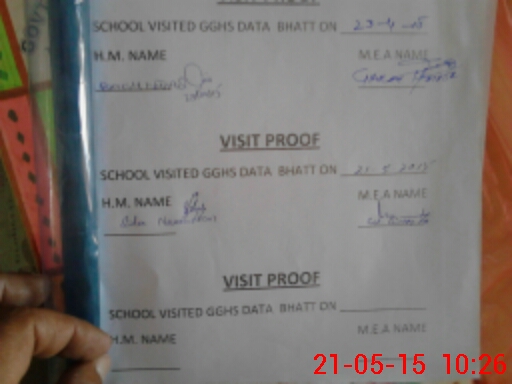 VISIT PROOF
SCHOOL VISITED GGHS DATA BHATT ON 23-4-15
H.M. NAME M.E.A NAME
VISIT PROOF
SCHOOL VISITED GGHS DATA BHATT ON 21-5-2015
H.M. NAME M.E.A NAME
VISIT PROOF
SCHOOL VISITED GGHS DATA BHATT ON
H.M. NAME M.E.A NAME
21-05-15 10:26